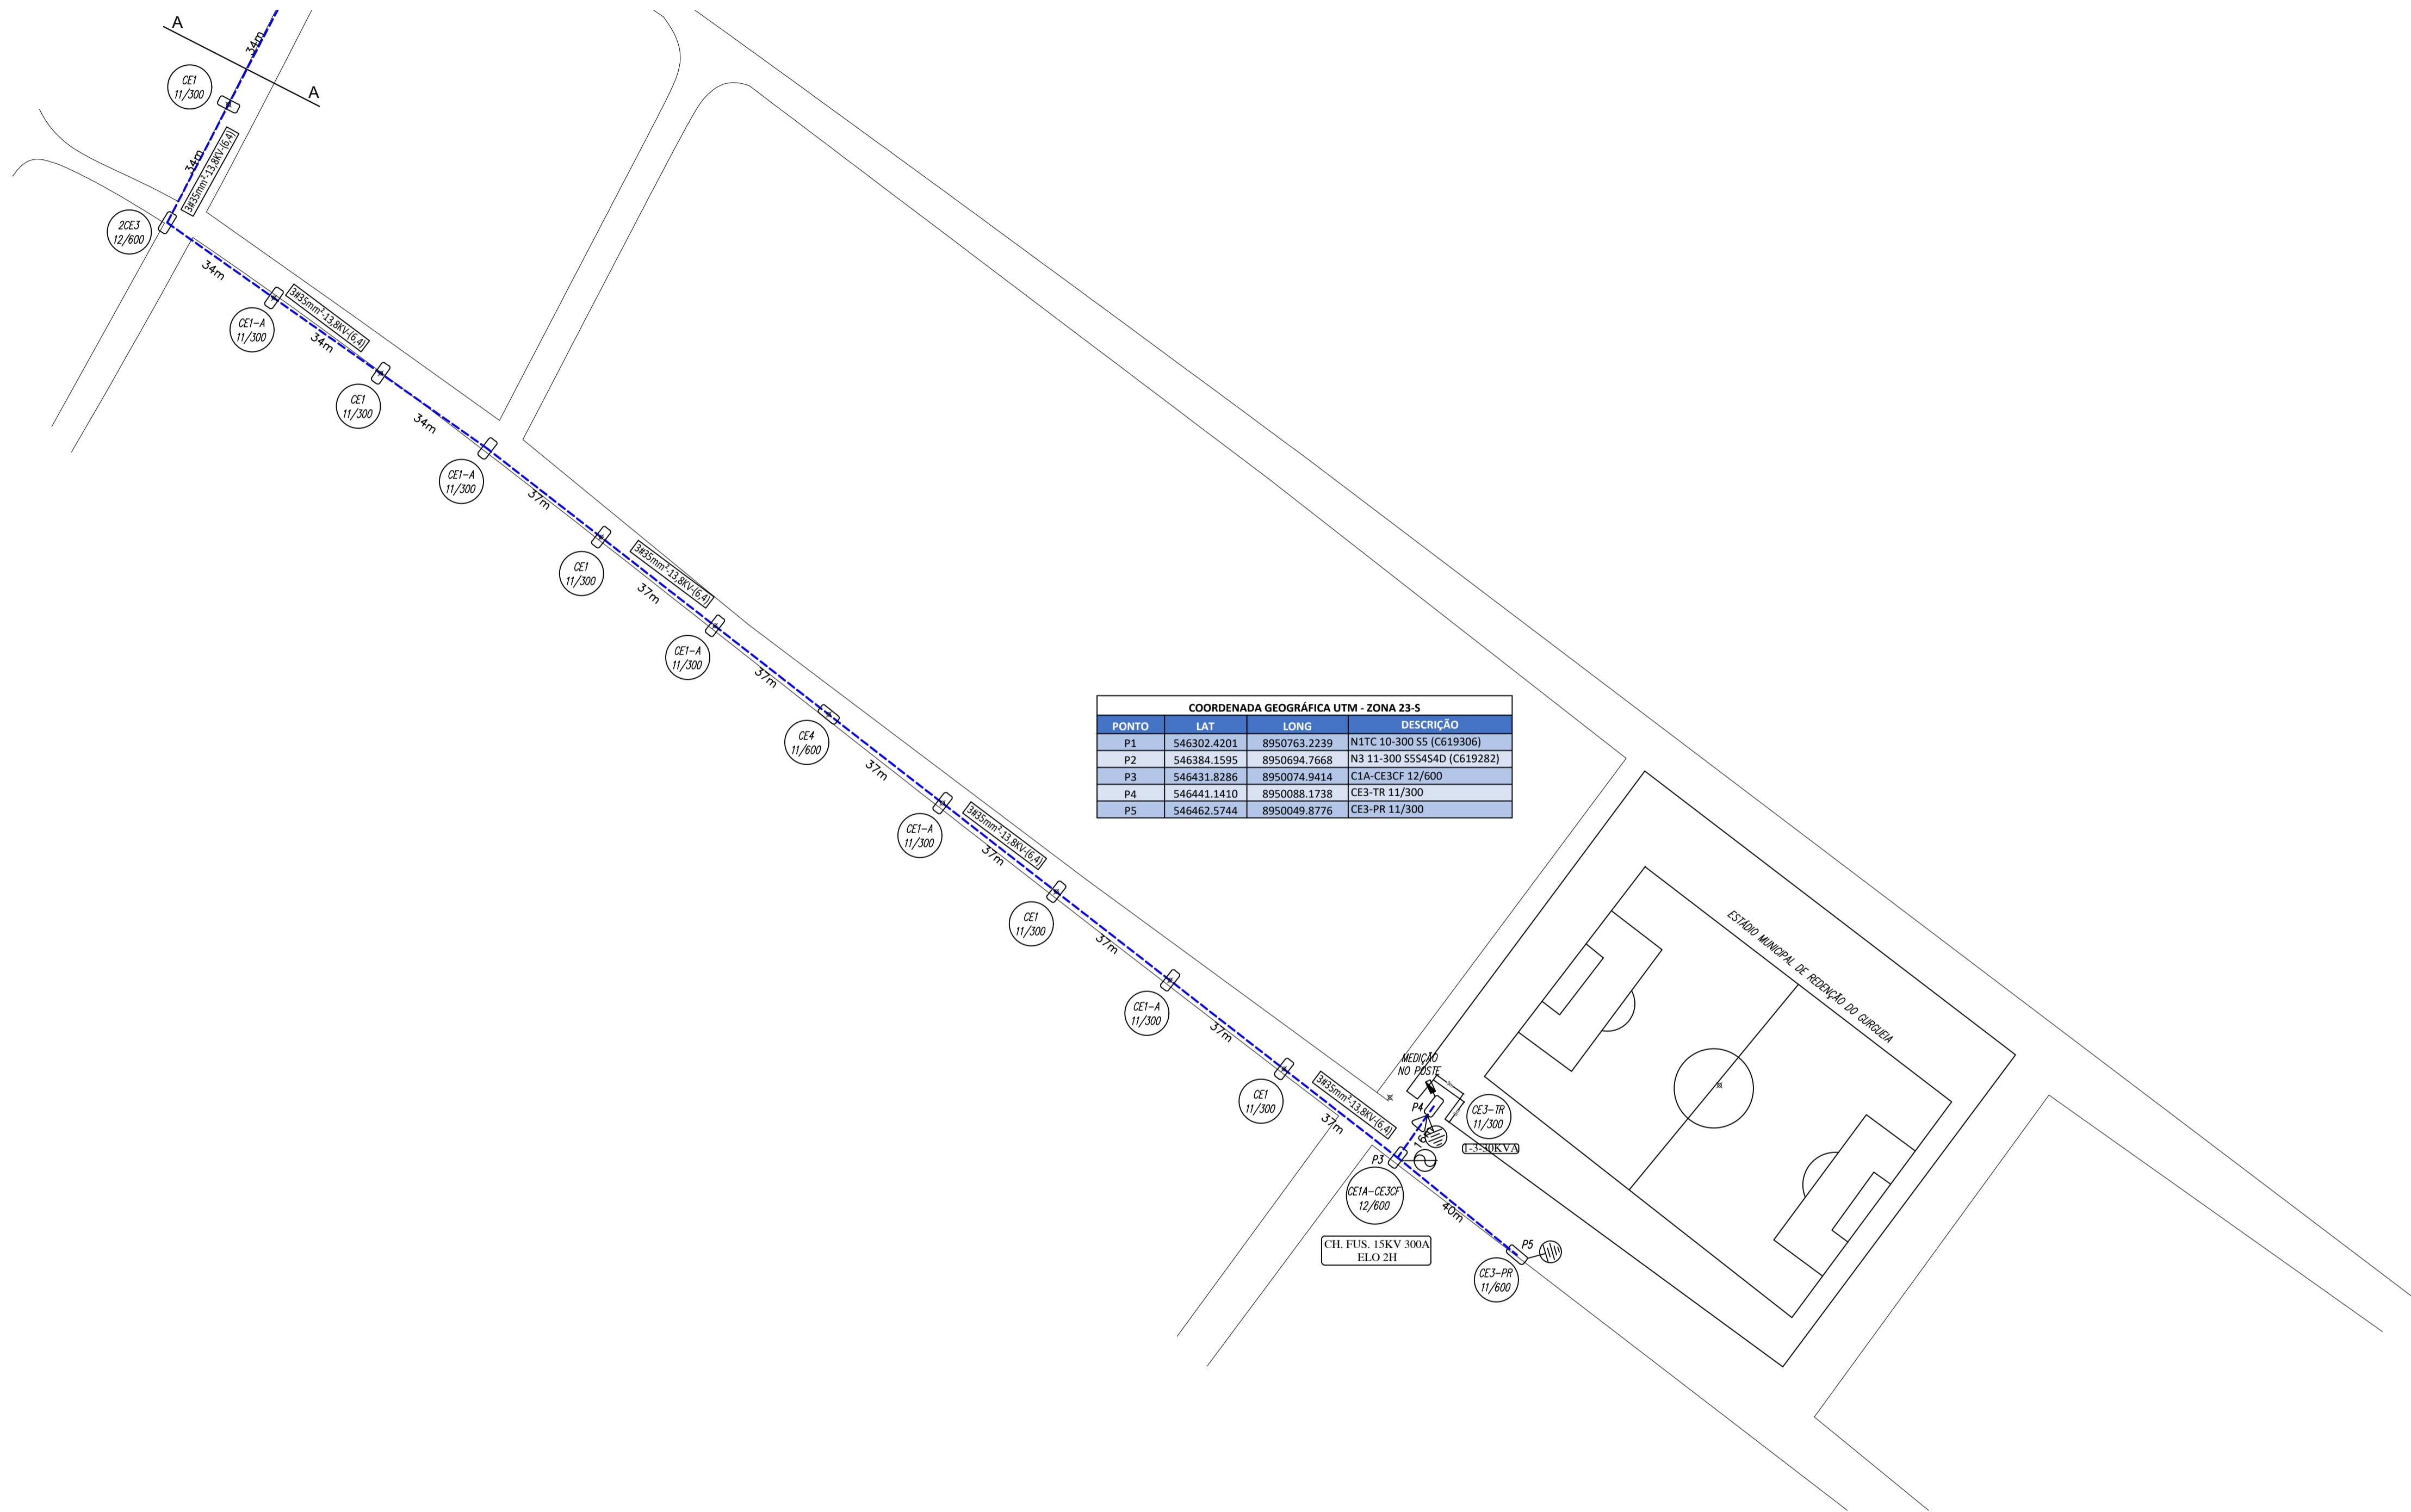 A
34m
CE1
11/300
A
34m
3#35mm²-13,8KV-(6,4)
2CE3
12/600
34m
3#35mm²-13,8KV-(6,4)
CE1-A
11/300
34m
CE1
11/300
34m
CE1-A
11/300
37m
CE1
11/300
3#35mm²-13,8KV-(6,4)
37m
CE1-A
11/300
37m
CE4
11/600
37m
CE1-A
11/300
3#35mm²-13,8KV-(6,4)
37m
CE1
11/300
37m
CE1-A
11/300
37m
CE1
11/300
3#35mm²-13,8KV-(6,4)
37m
COORDENADA GEOGRÁFICA UTM - ZONA 23-S
PONTO LAT LONG DESCRIÇÃO
P1 546302.4201 8950763.2239 N1TC 10-300 S5 (C619306)
P2 546384.1595 8950694.7668 N3 11-300 S5S4S4D (C619282)
P3 546431.8286 8950074.9414 C1A-CE3CF 12/600
P4 546441.1410 8950088.1738 CE3-TR 11/300
P5 546462.5744 8950049.8776 CE3-PR 11/300
ESTÁDIO MUNICIPAL DE REDENÇÃO DO GURGUEIA
MEDIÇÃO
NO POSTE
P4
CE3-TR
11/300
1-3-30KVA
16m
P3
CE1A-CE3CF
12/600
40m
CH. FUS. 15KV 300A
ELO 2H
P5
CE3-PR
11/600